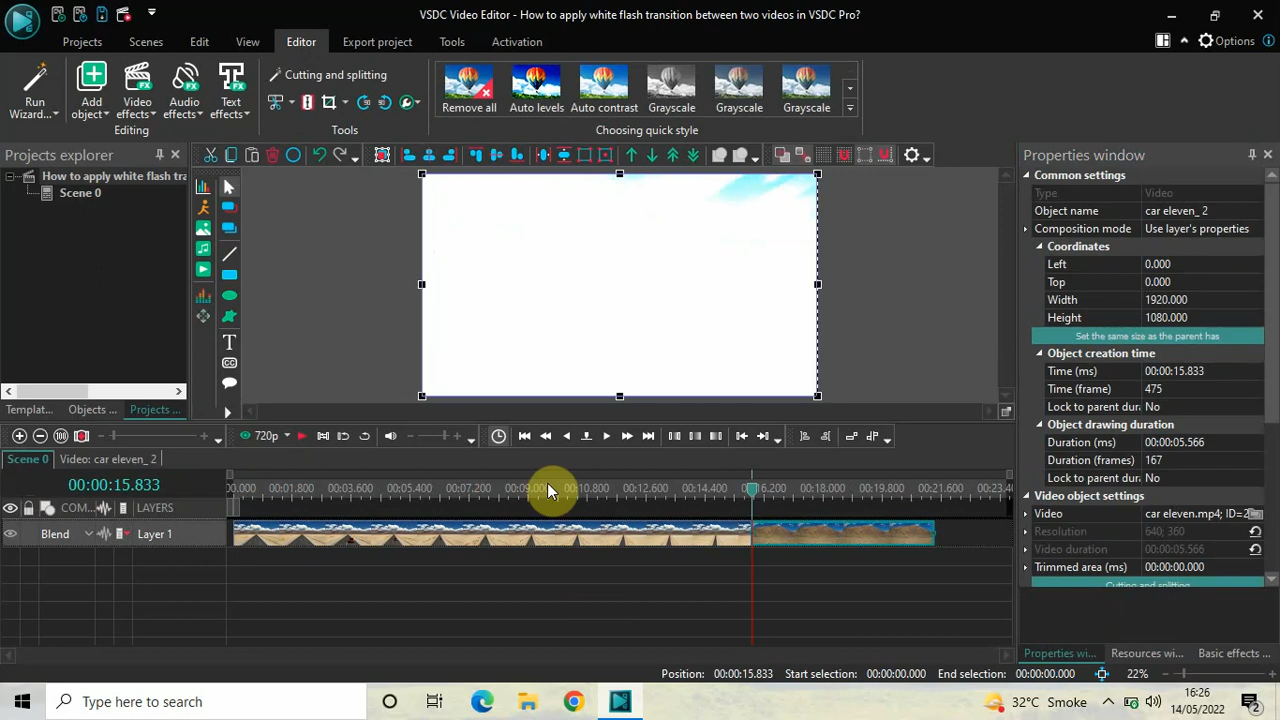 VSDC Video Editor - How to apply white flash transition between two videos in VSDC Pro?
Projects Scenes Edit View Editor Export project Tools Activation
Options
Run Wizard...
Add object
Video effects
Audio effects
Text effects
Editing
Cutting and splitting
Tools
Remove all Auto levels Auto contrast Grayscale Grayscale Grayscale
Choosing quick style
Projects explorer
How to apply white flash tra
Scene 0
Templat... Objects ... Projects ...
Properties window
Common settings
Type Video
Object name car eleven_ 2
Composition mode Use layer's properties
Coordinates
Left 0.000
Top 0.000
Width 1920.000
Height 1080.000
Set the same size as the parent has
Object creation time
Time (ms) 00:00:15.833
Time (frame) 475
Lock to parent dura No
Object drawing duration
Duration (ms) 00:00:05.566
Duration (frames) 167
Lock to parent dura No
Video object settings
Video car eleven.mp4; ID=2
Resolution 640; 360
Video duration 00:00:05.566
Trimmed area (ms) 00:00:00.000
Cutting and splitting
Properties wi... Resources wi... Basic effects ...
720p
Scene 0 Video: car eleven_ 2
00:00:15.833
0.000 00:01.800 00:03.600 00:05.400 00:07.200 00:09.000 00:10.800 00:12.600 00:14.400 00:16.200 00:18.000 00:19.800 00:21.600 00:23.4
COM... LAYERS
Blend Layer 1
Position: 00:00:15.833 Start selection: 00:00:00.000 End selection: 00:00:00.000 22%
Type here to search
32°C Smoke
16:26
14/05/2022
2